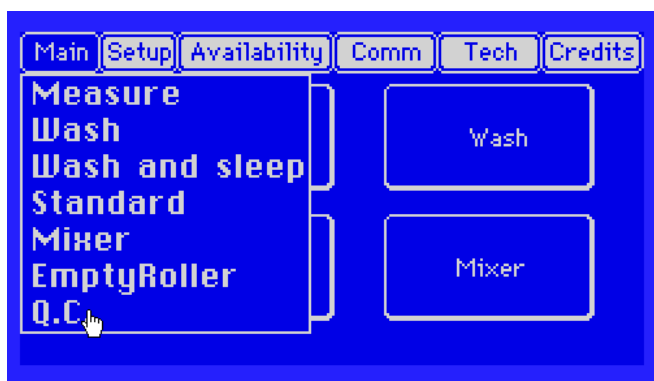 Main Setup Availability Comm Tech Credits
Measure
Wash
Wash and sleep
Standard
Mixer
EmptyRoller
Q.C
Wash
Mixer